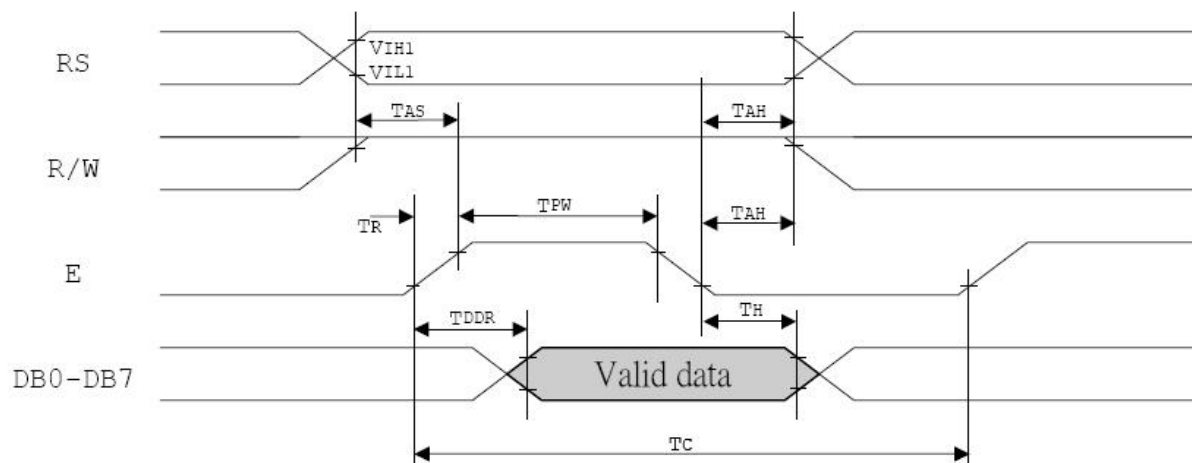 RS
VIH1
VIL1
TAS
TAH
R/W
TPW
TR
TAH
E
TDDR
TH
DB0-DB7
Valid data
TC